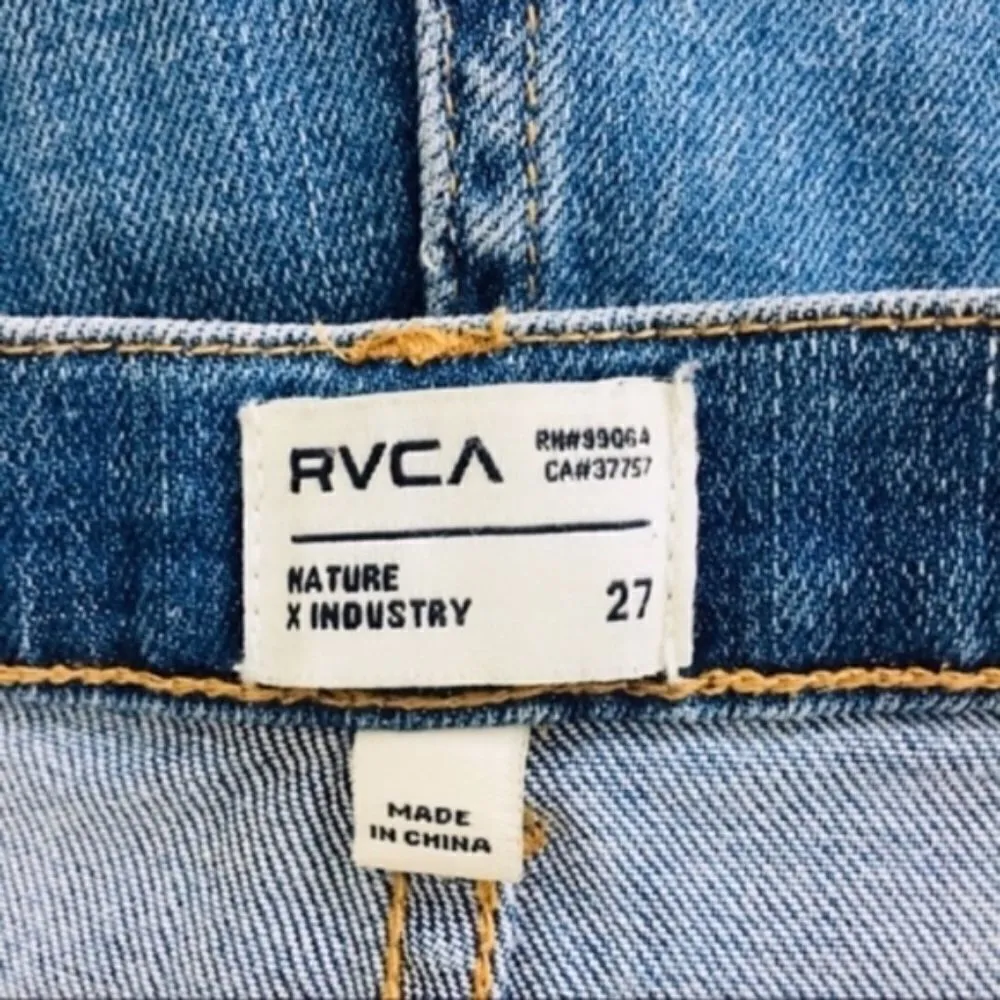 RVCA
RN#99064
CA#37757
NATURE
X INDUSTRY
27
MADE
IN CHINA